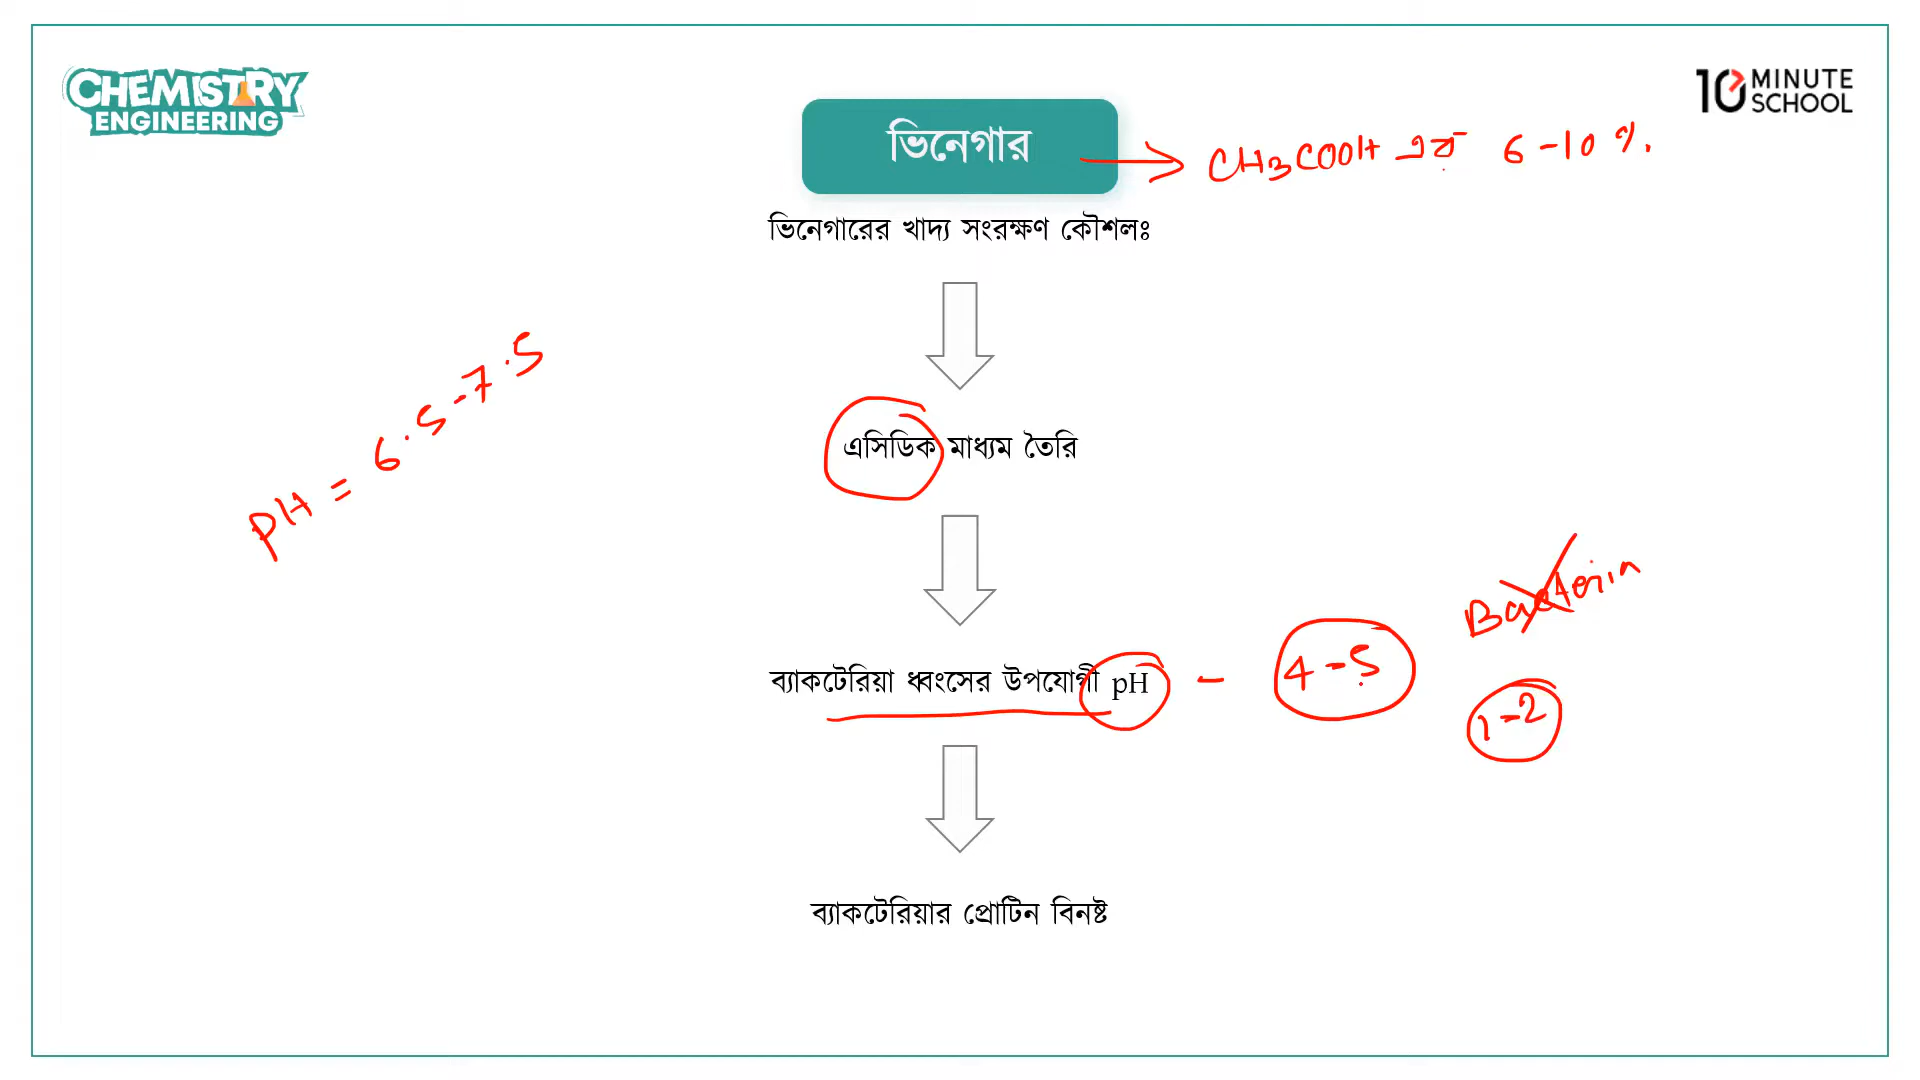 CHEMISTRY
ENGINEERING
10 MINUTE
SCHOOL
ভিনেগার
CH3COOH এর 6-10%.
ভিনেগারের খাদ্য সংরক্ষণ কৌশলঃ
PH = 6.5-7.5
এসিডিক মাধ্যম তৈরি
Bacteria
ব্যাকটেরিয়া ধ্বংসের উপযোগী pH - 4-5
1-2
ব্যাকটেরিয়ার প্রোটিন বিনষ্ট